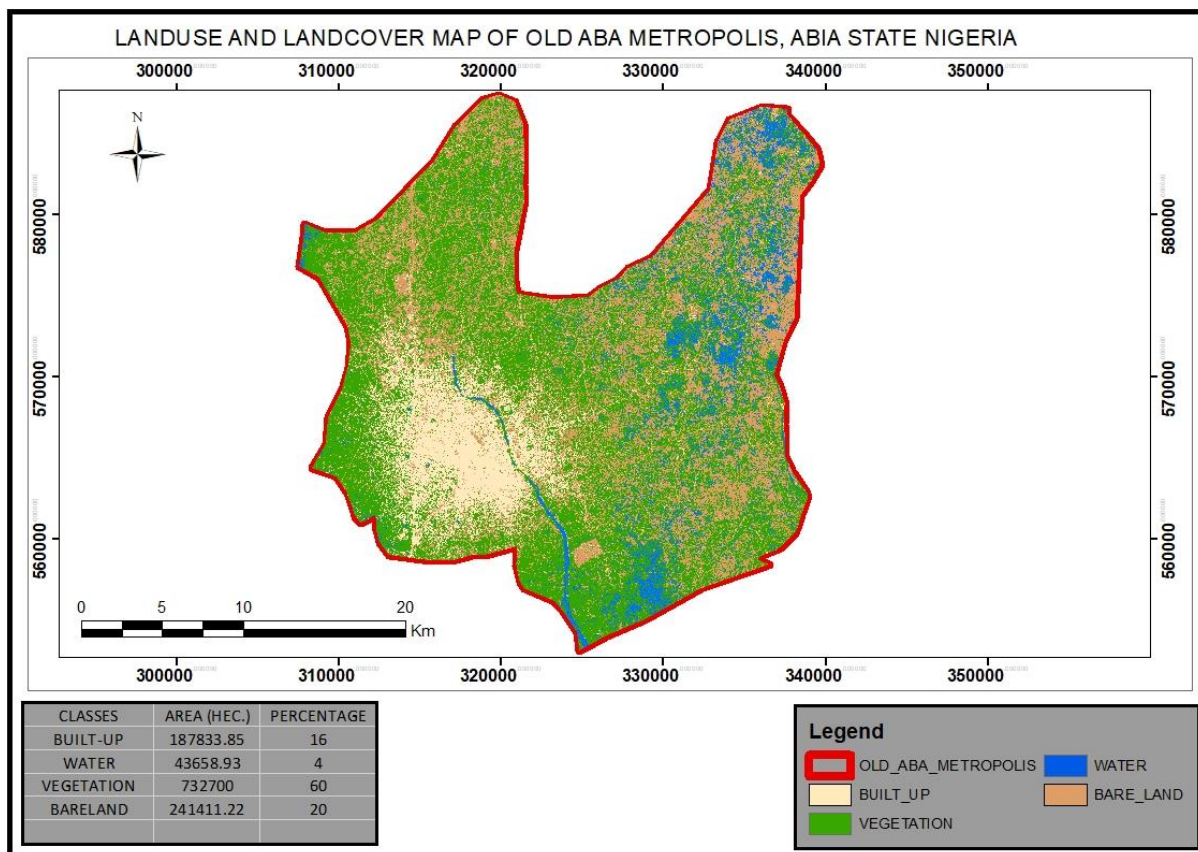 LANDUSE AND LANDCOVER MAP OF OLD ABA METROPOLIS, ABIA STATE NIGERIA
300000 310000 320000 330000 340000 350000
N
580000 580000
570000 570000
560000 560000
0 5 10 20
Km
300000 310000 320000 330000 340000 350000
CLASSES AREA (HEC.) PERCENTAGE
BUILT-UP 187833.85 16
WATER 43658.93 4
VEGETATION 732700 60
BARELAND 241411.22 20
Legend
OLD_ABA_METROPOLIS WATER
BUILT_UP BARE_LAND
VEGETATION